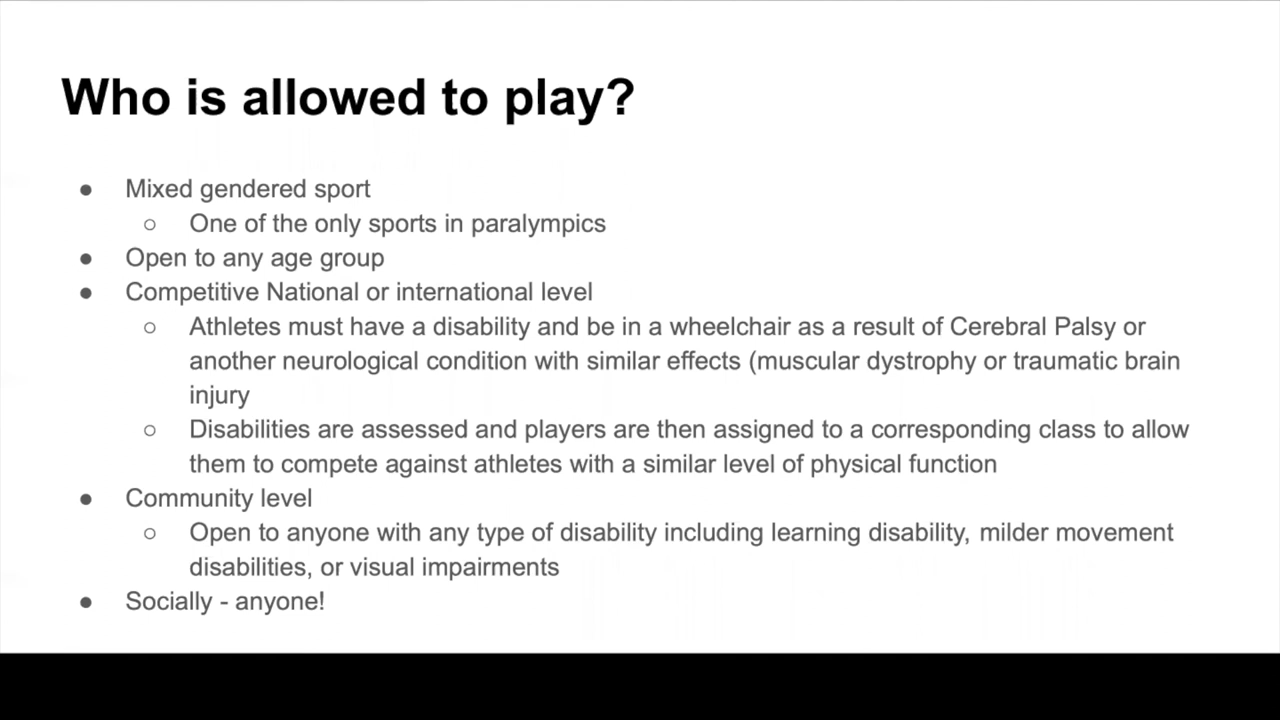 Who is allowed to play?
● Mixed gendered sport
○ One of the only sports in paralympics
● Open to any age group
● Competitive National or international level
○ Athletes must have a disability and be in a wheelchair as a result of Cerebral Palsy or
another neurological condition with similar effects (muscular dystrophy or traumatic brain
injury
○ Disabilities are assessed and players are then assigned to a corresponding class to allow
them to compete against athletes with a similar level of physical function
● Community level
○ Open to anyone with any type of disability including learning disability, milder movement
disabilities, or visual impairments
● Socially - anyone!